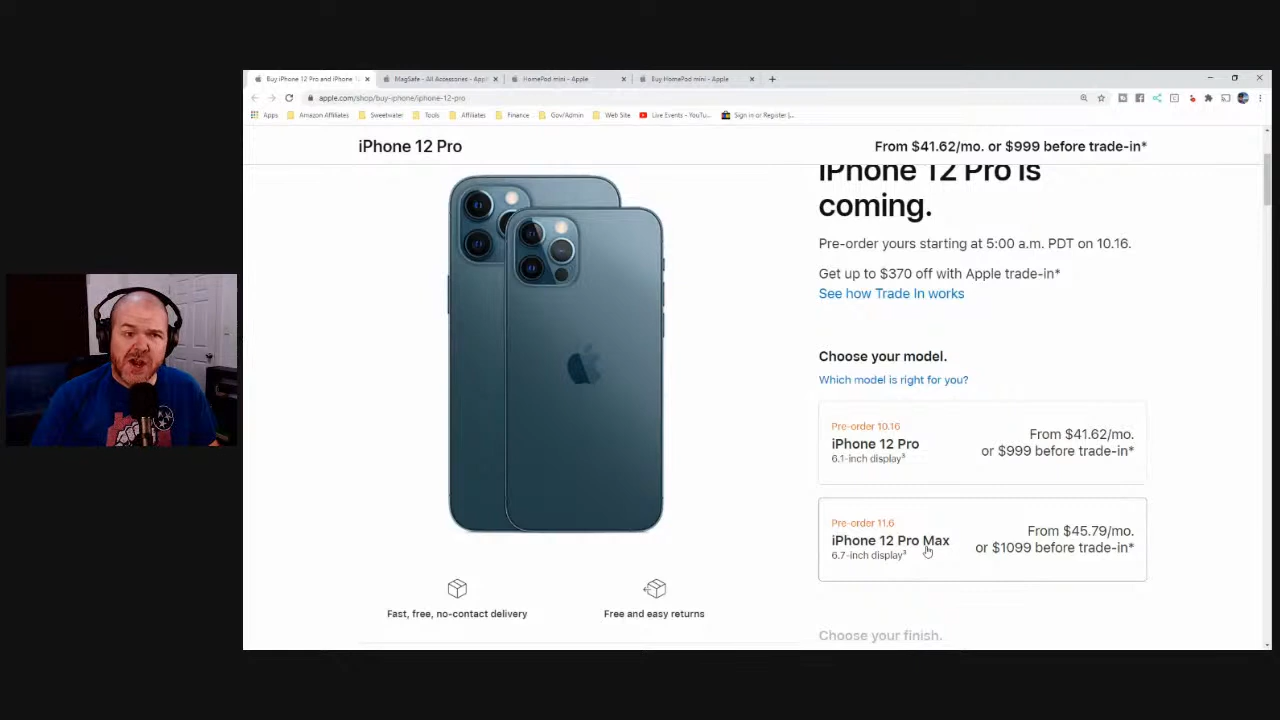 Buy iPhone 12 Pro and iPhone
MagSafe - All Accessories - Appl
HomePod mini - Apple
Buy HomePod mini - Apple
apple.com/shop/buy-iphone/iphone-12-pro
Apps
Amazon Affiliates
Sweetwater
Tools
Affiliates
Finance
Gov/Admin
Web Site
Live Events - YouTu...
Sign in or Register |...
iPhone 12 Pro
From $41.62/mo. or $999 before trade-in*
iPhone 12 Pro is
coming.
Pre-order yours starting at 5:00 a.m. PDT on 10.16.
Get up to $370 off with Apple trade-in*
See how Trade In works
Choose your model.
Which model is right for you?
Pre-order 10.16
iPhone 12 Pro
6.1-inch display³
From $41.62/mo.
or $999 before trade-in*
Pre-order 11.6
iPhone 12 Pro Max
6.7-inch display³
From $45.79/mo.
or $1099 before trade-in*
Fast, free, no-contact delivery
Free and easy returns
Choose your finish.